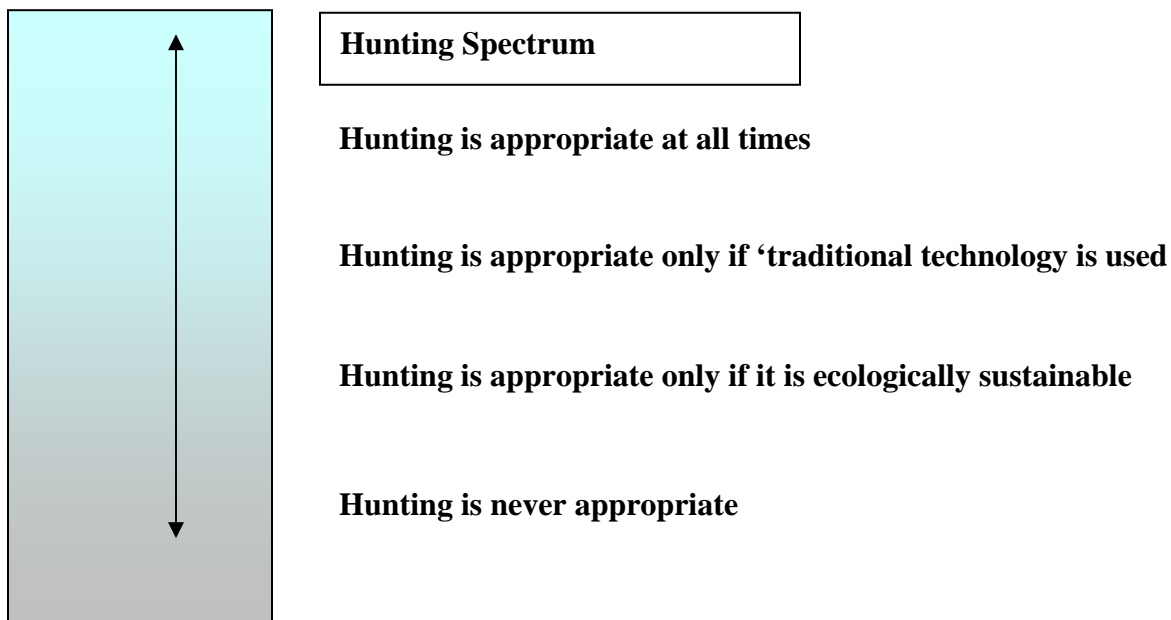 Hunting Spectrum
Hunting is appropriate at all times
Hunting is appropriate only if ‘traditional technology is used
Hunting is appropriate only if it is ecologically sustainable
Hunting is never appropriate